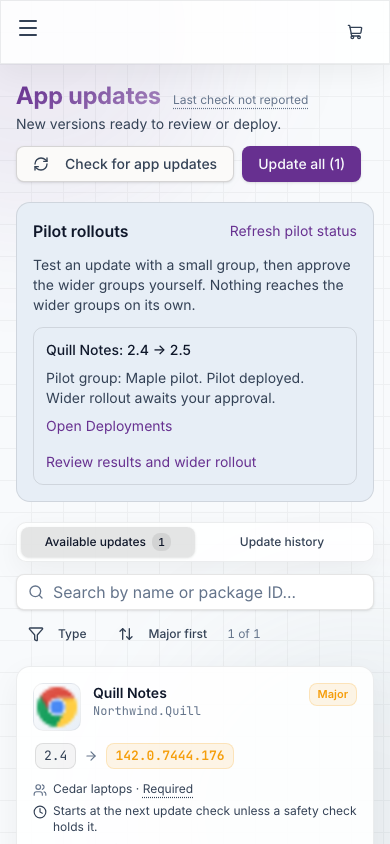 App updates Last check not reported
New versions ready to review or deploy.
Check for app updates Update all (1)
Pilot rollouts Refresh pilot status
Test an update with a small group, then approve
the wider groups yourself. Nothing reaches the
wider groups on its own.
Quill Notes: 2.4 → 2.5
Pilot group: Maple pilot. Pilot deployed.
Wider rollout awaits your approval.
Open Deployments
Review results and wider rollout
Available updates 1 Update history
Search by name or package ID...
Type Major first 1 of 1
Quill Notes Major
Northwind.Quill
2.4 → 142.0.7444.176
Cedar laptops · Required
Starts at the next update check unless a safety check
holds it.